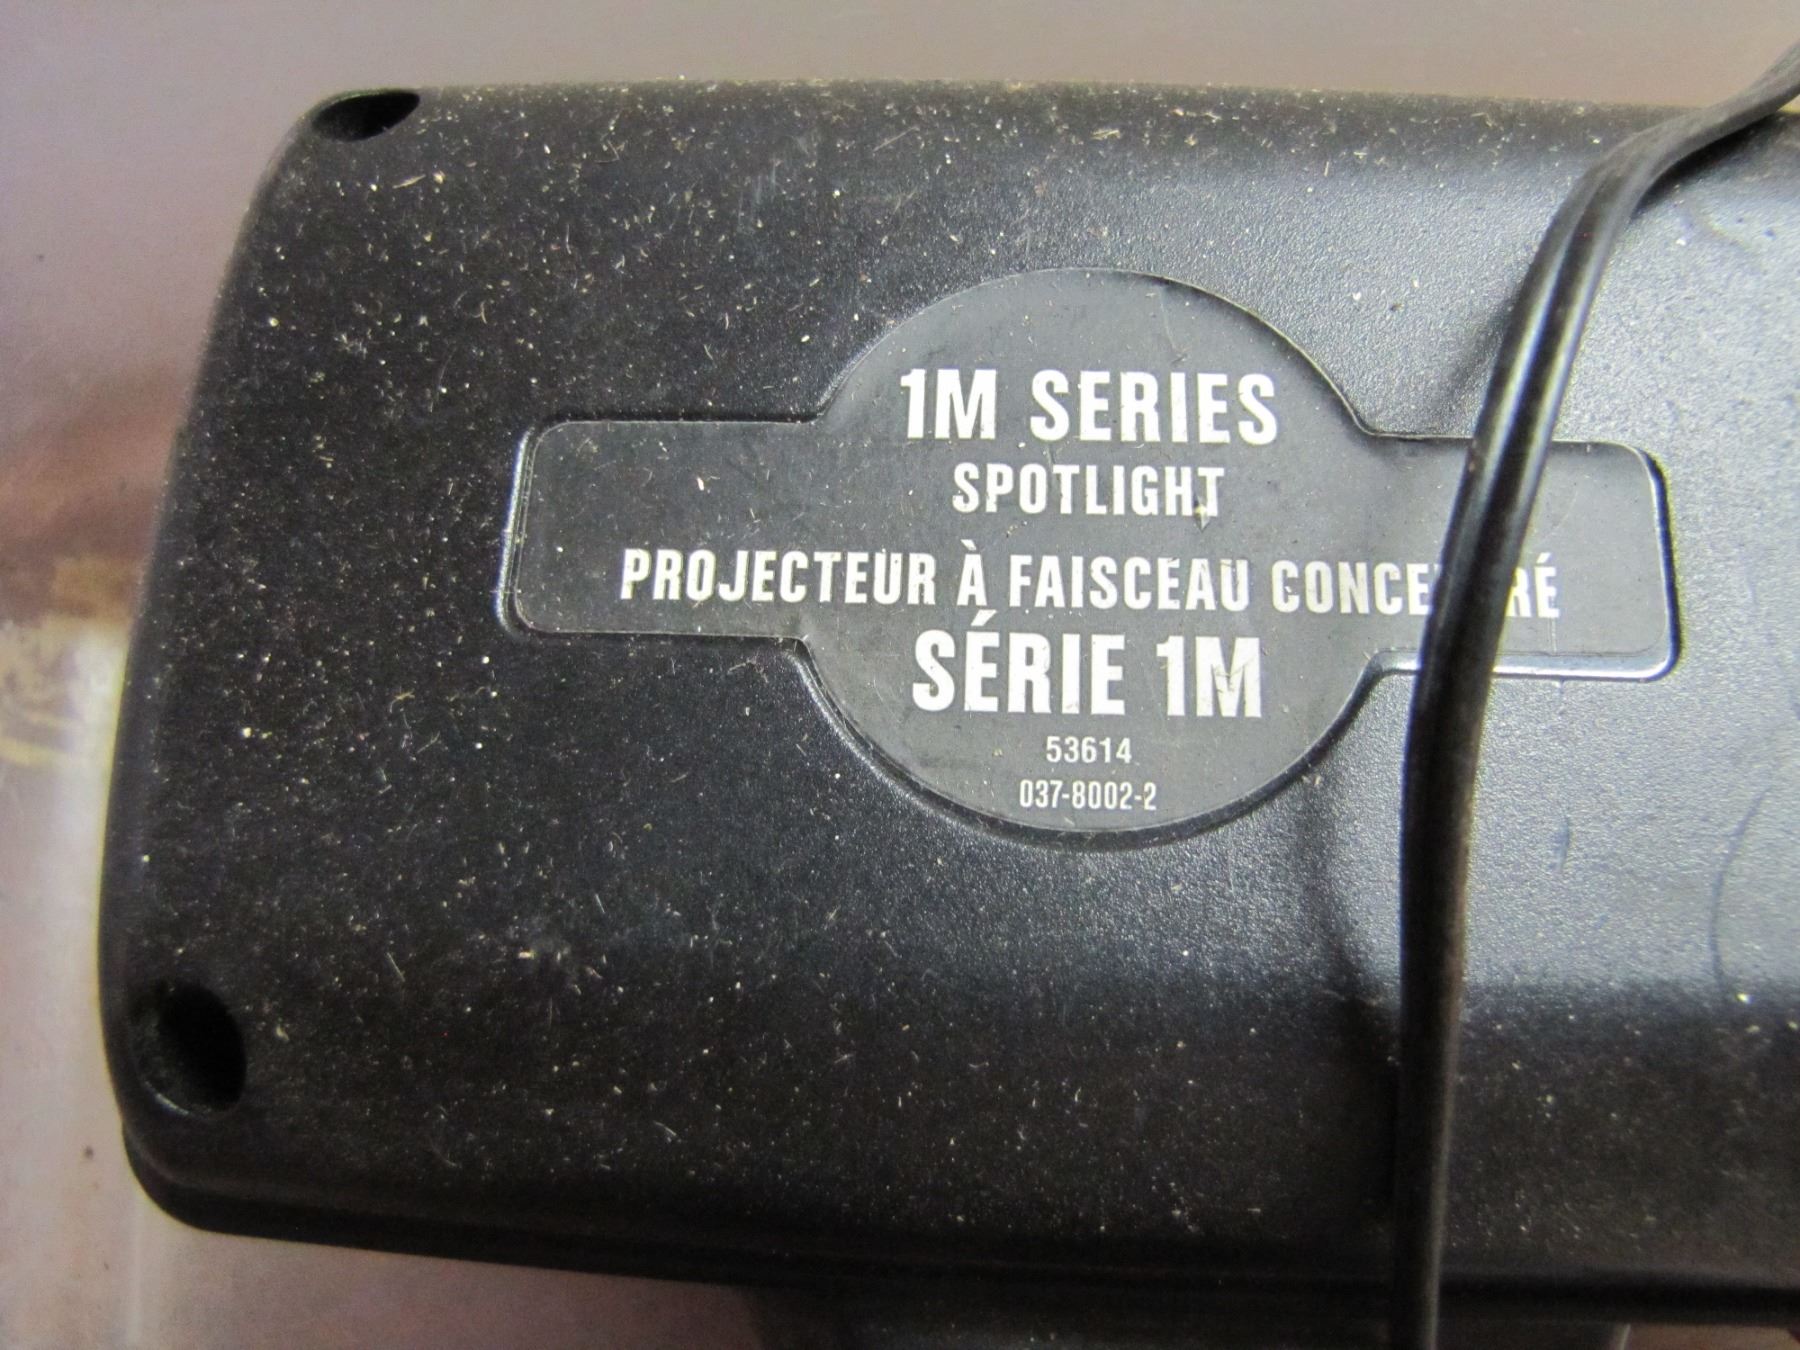 1M SERIES
SPOTLIGHT
PROJECTEUR À FAISCEAU
SÉRIE 1M
53614
037-8002-2